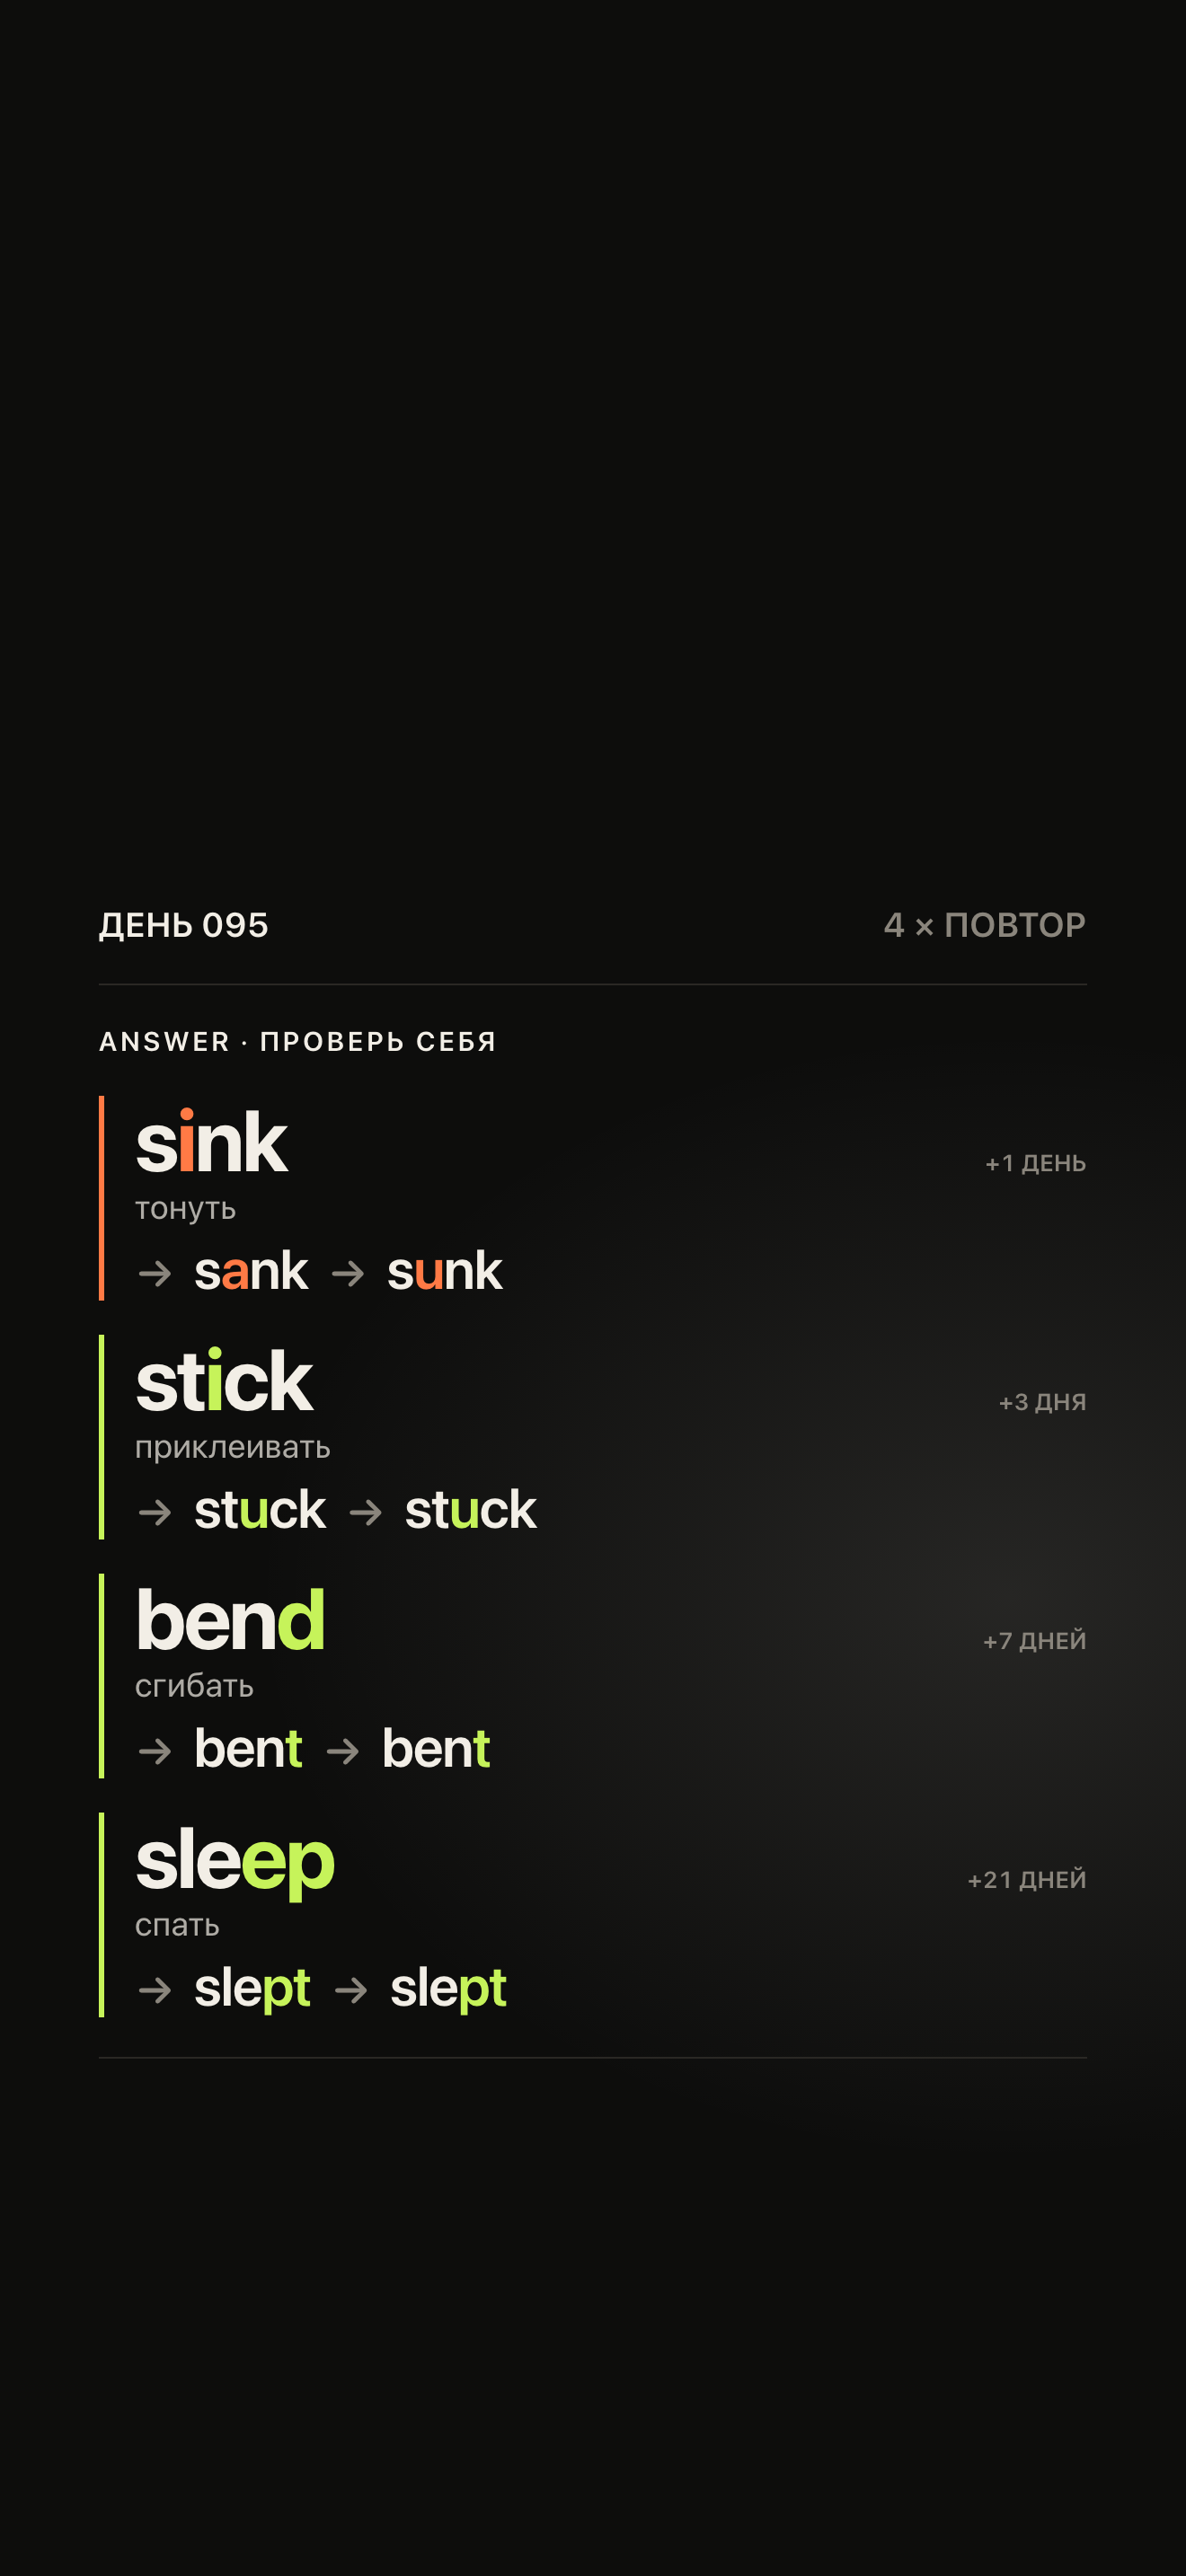 ДЕНЬ 095
4 × ПОВТОР
ANSWER · ПРОВЕРЬ СЕБЯ
sink
+1 ДЕНЬ
тонуть
→ sank → sunk
stick
+3 ДНЯ
приклеивать
→ stuck → stuck
bend
+7 ДНЕЙ
сгибать
→ bent → bent
sleep
+21 ДНЕЙ
спать
→ slept → slept